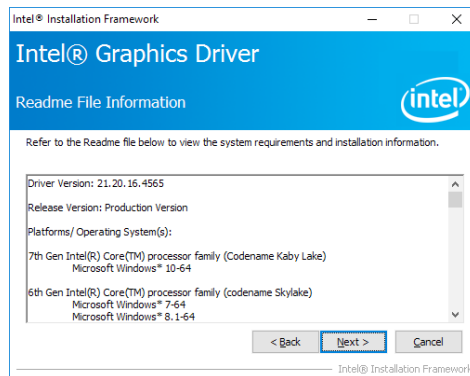 Intel® Installation Framework
Intel® Graphics Driver
Readme File Information
intel
Refer to the Readme file below to view the system requirements and installation information.
Driver Version: 21.20.16.4565
Release Version: Production Version
Platforms/ Operating System(s):
7th Gen Intel(R) Core(TM) processor family (Codename Kaby Lake)
Microsoft Windows* 10-64
6th Gen Intel(R) Core(TM) processor family (codename Skylake)
Microsoft Windows* 7-64
Microsoft Windows* 8.1-64
< Back Next > Cancel
Intel® Installation Framework